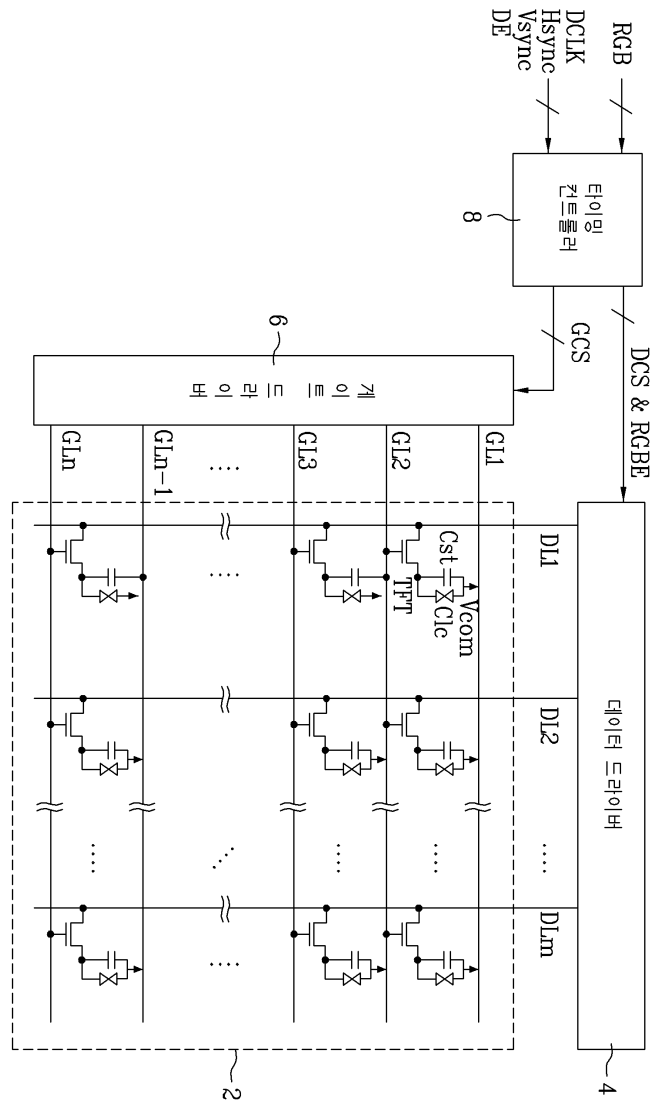 RGB
DCLK
Hsync
Vsync
DE
타이밍
컨트롤러
8
DCS & RGBE
GCS
데이터 드라이버
4
6
게이트 드라이버
DL1
DL2
....
DLm
GL1
GL2
GL3
....
GLn-1
GLn
Vcom
Cst
Clc
TFT
....
....
....
....
....
....
2